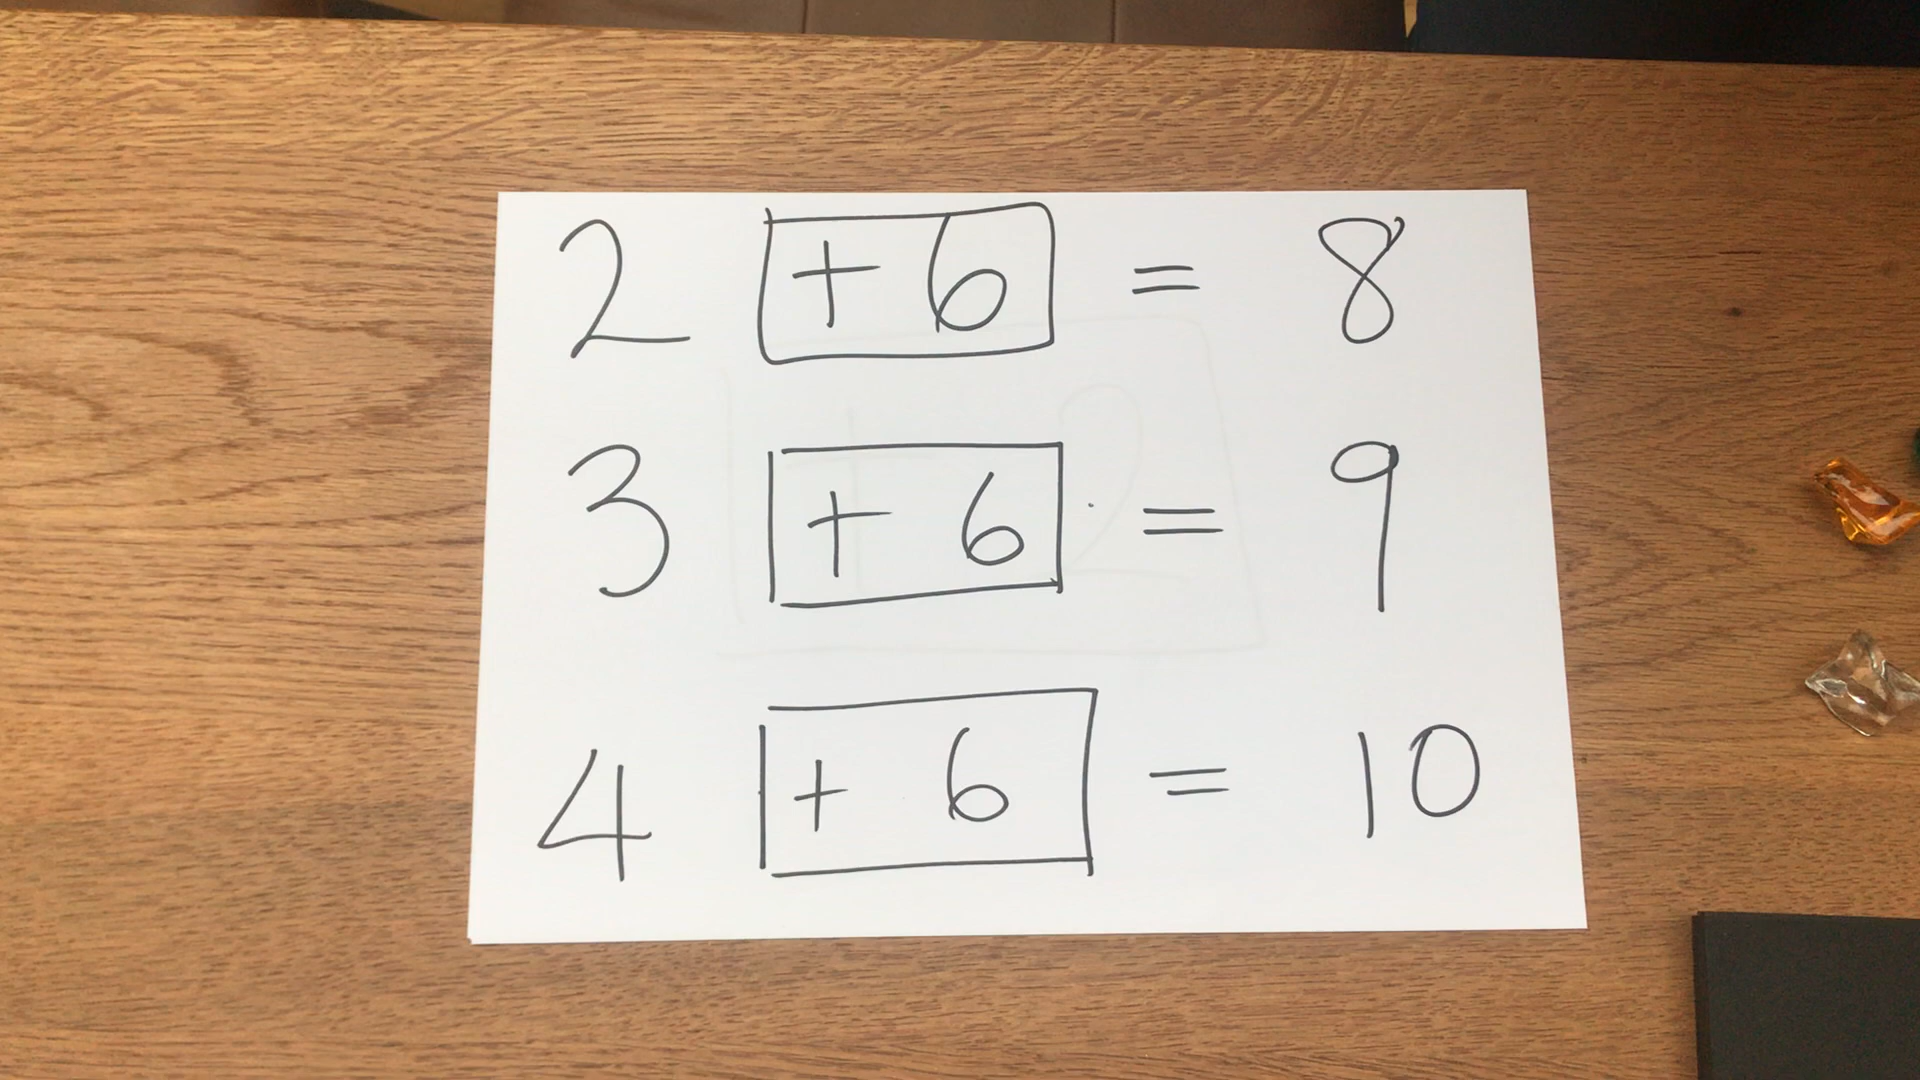 2 + 6 = 8
3 + 6 = 9
4 + 6 = 10